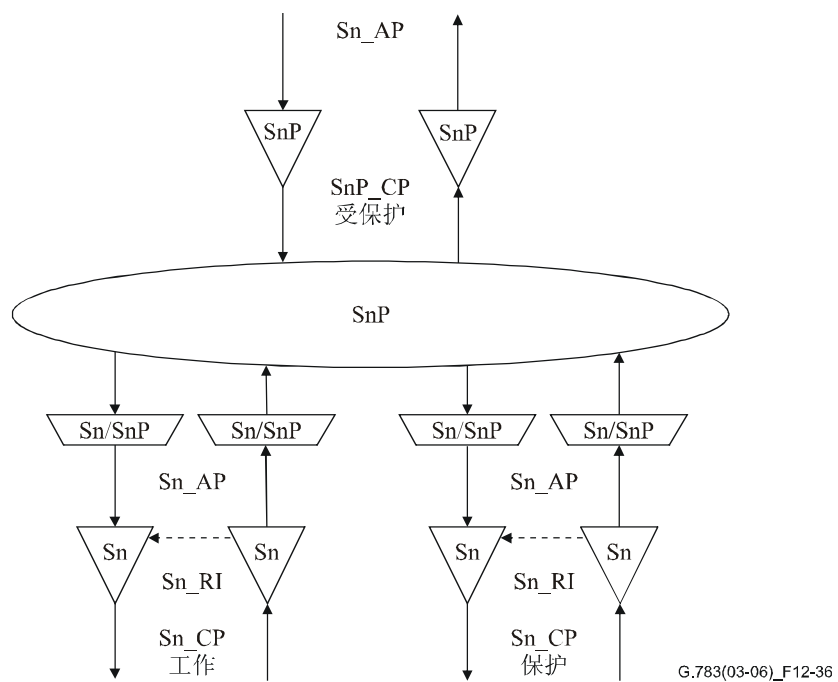 Sn_AP
SnP
SnP
SnP_CP
受保护
SnP
Sn/SnP
Sn/SnP
Sn/SnP
Sn/SnP
Sn_AP
Sn_AP
Sn
Sn
Sn
Sn
Sn_RI
Sn_RI
Sn_CP
工作
Sn_CP
保护
G.783(03-06)_F12-36